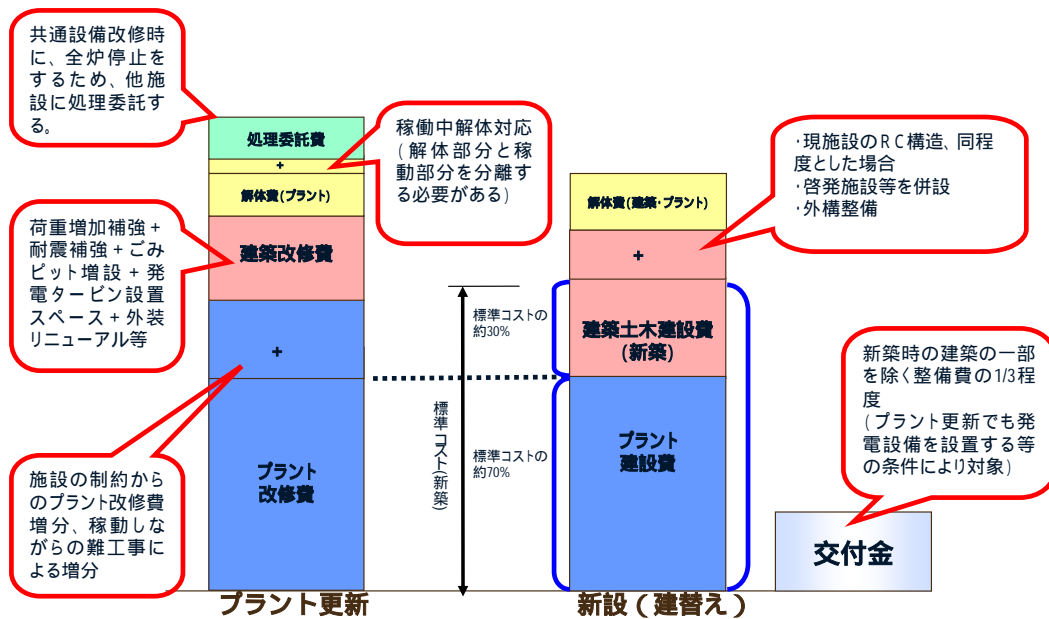 共通設備改修時
に、全炉停止を
するため、他施
設に処理委託す
る。
処理委託費
+
解体費(プラント)
建築改修費
+
プラント
改修費
稼働中解体対応
(解体部分と稼
動部分を分離す
る必要がある)
荷重増加補強+
耐震補強+ごみ
ピット増設+発
電タービン設置
スペース+外装
リニューアル等
施設の制約から
のプラント改修費
増分、稼動しな
がらの難工事に
よる増分
標準コスト(新築)
標準コストの
約30%
標準コストの
約70%
解体費(建築・プラント)
+
建築土木建設費
(新築)
プラント
建設費
・現施設のRC構造、同程
度とした場合
・啓発施設等を併設
・外構整備
新築時の建築の一部
を除く整備費の1/3程
度
(プラント更新でも発
電設備を設置する等
の条件により対象)
交付金
プラント更新
新設(建替え)